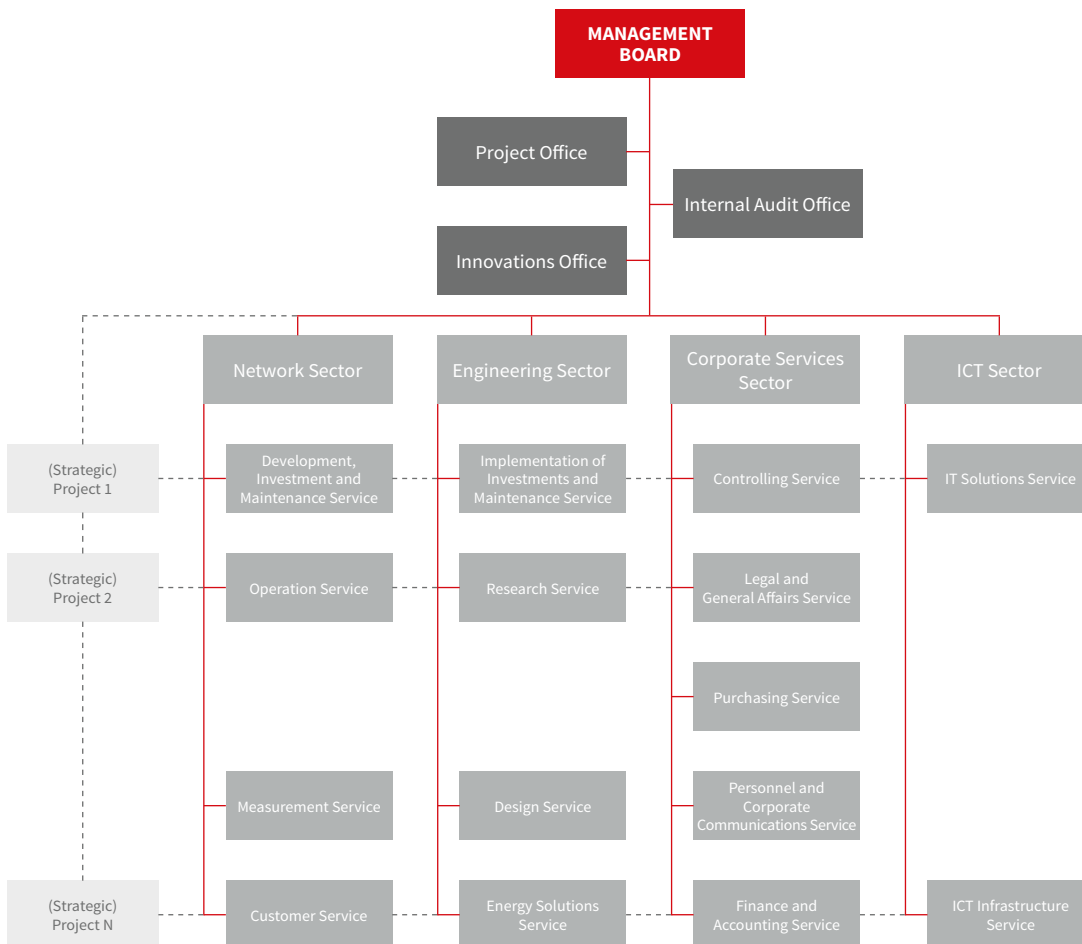 MANAGEMENT
BOARD
Project Office
Internal Audit Office
Innovations Office
Network Sector
Engineering Sector
Corporate Services
Sector
ICT Sector
(Strategic)
Project 1
Development,
Investment and
Maintenance Service
Implementation of
Investments and
Maintenance Service
Controlling Service
IT Solutions Service
(Strategic)
Project 2
Operation Service
Research Service
Legal and
General Affairs Service
Purchasing Service
Measurement Service
Design Service
Personnel and
Corporate
Communications Service
(Strategic)
Project N
Customer Service
Energy Solutions
Service
Finance and
Accounting Service
ICT Infrastructure
Service